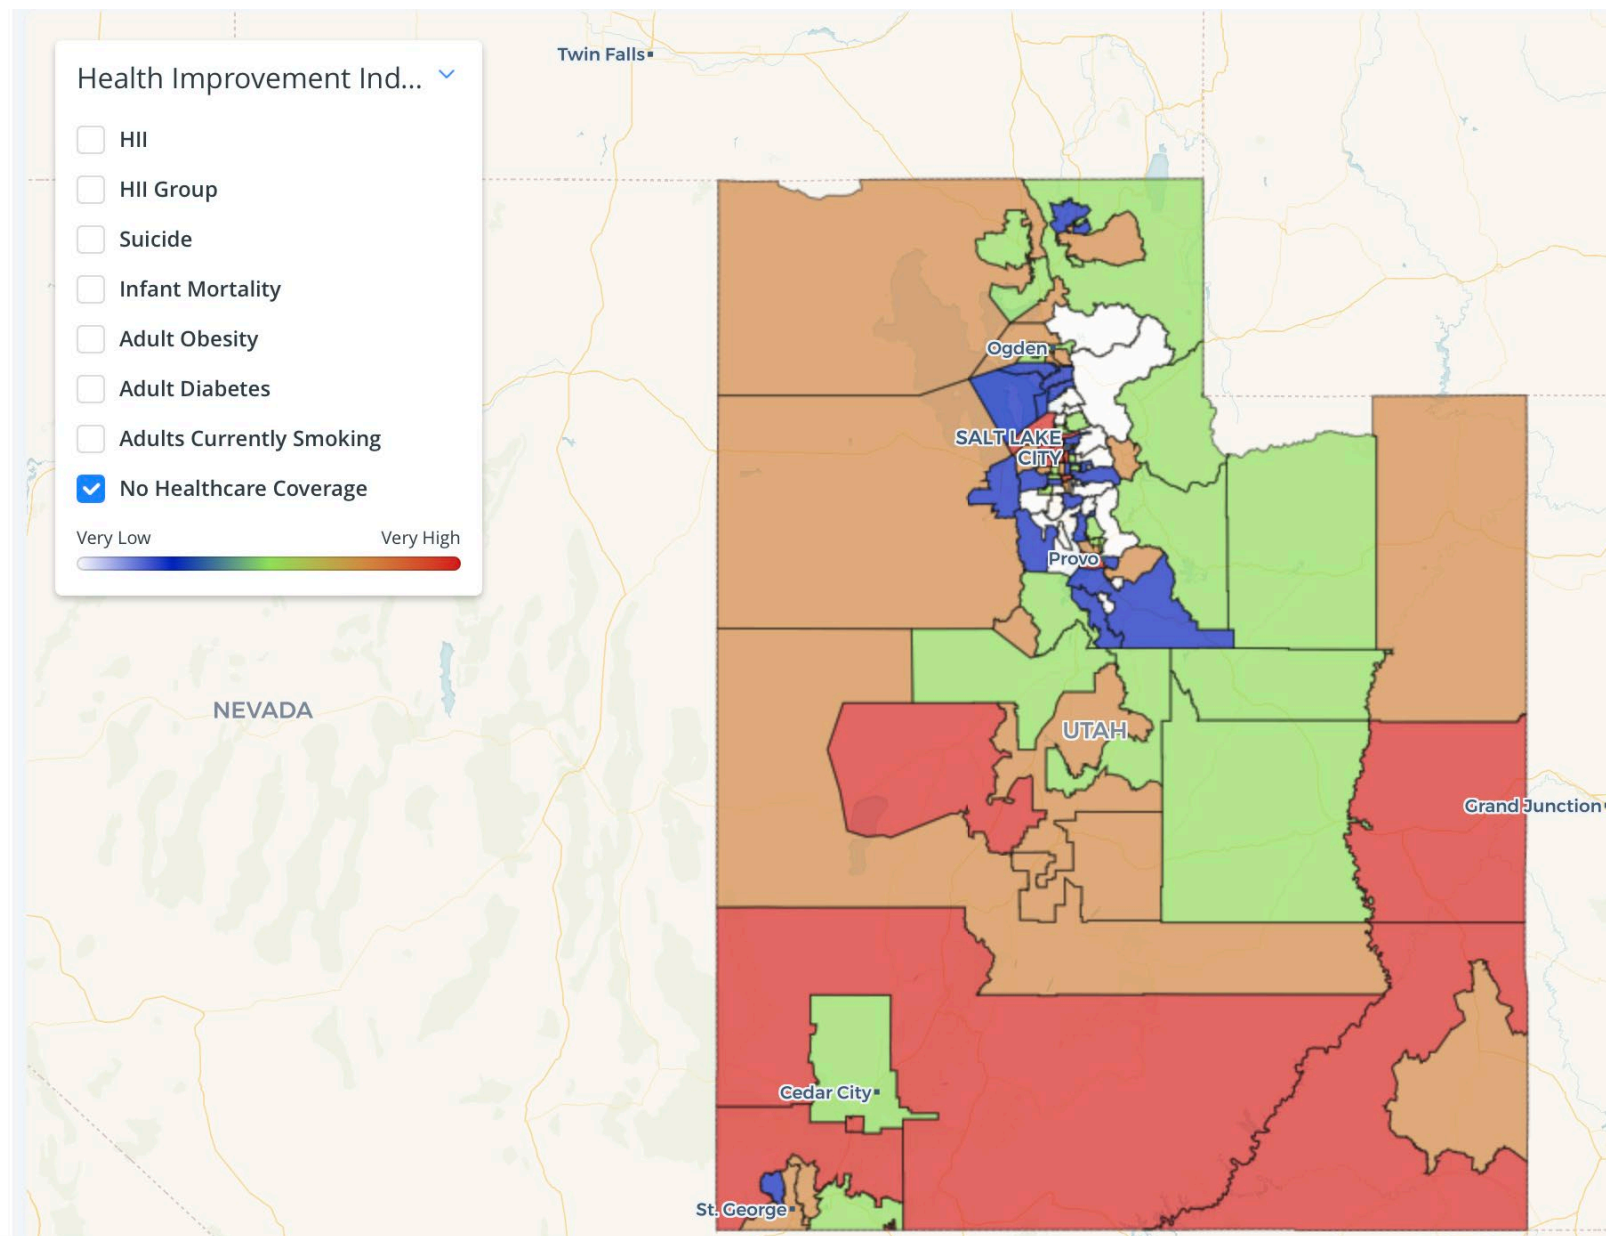 Health Improvement Ind...
HII
HII Group
Suicide
Infant Mortality
Adult Obesity
Adult Diabetes
Adults Currently Smoking
No Healthcare Coverage
Very Low Very High
Twin Falls
Ogden
SALT LAKE
CITY
Provo
NEVADA
UTAH
Grand Junction
Cedar City
St. George